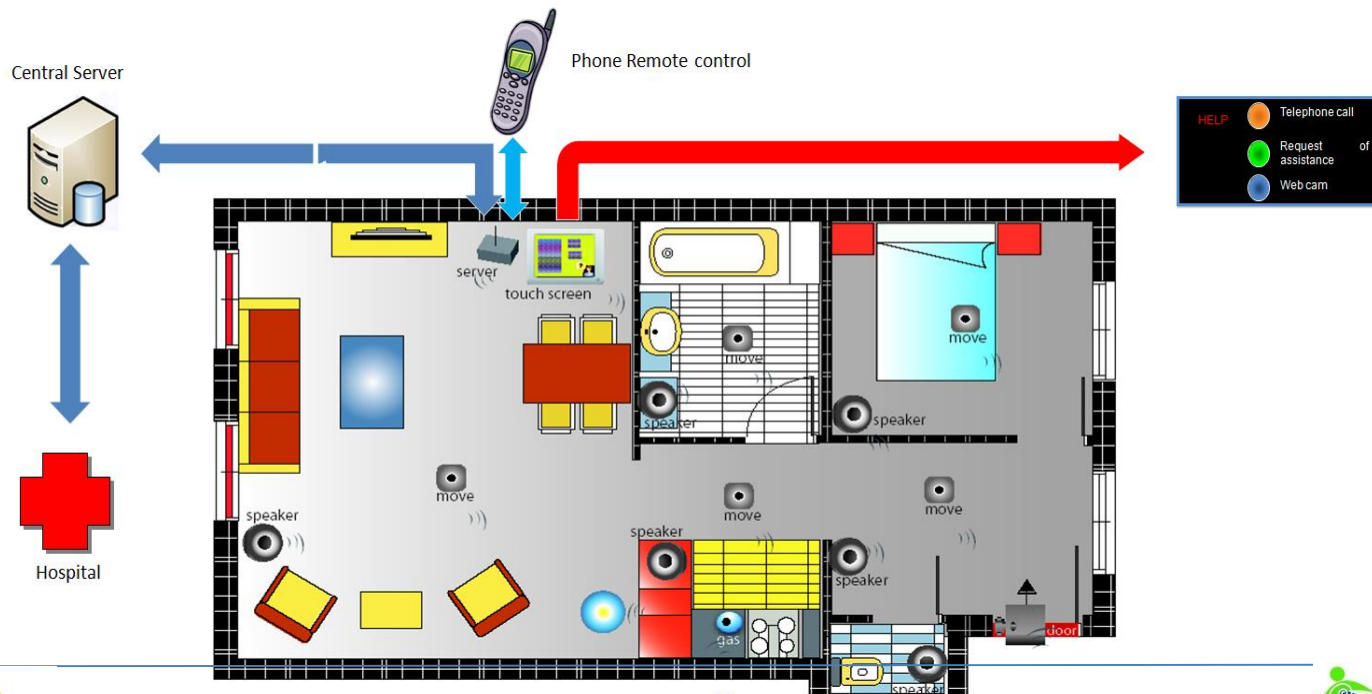 Phone Remote control
Central Server
HELP
Telephone call
Request of
assistance
Web cam
server
touch screen
move
move
speaker
speaker
move
speaker
move
move
speaker
speaker
Hospital
door
gas
speaker